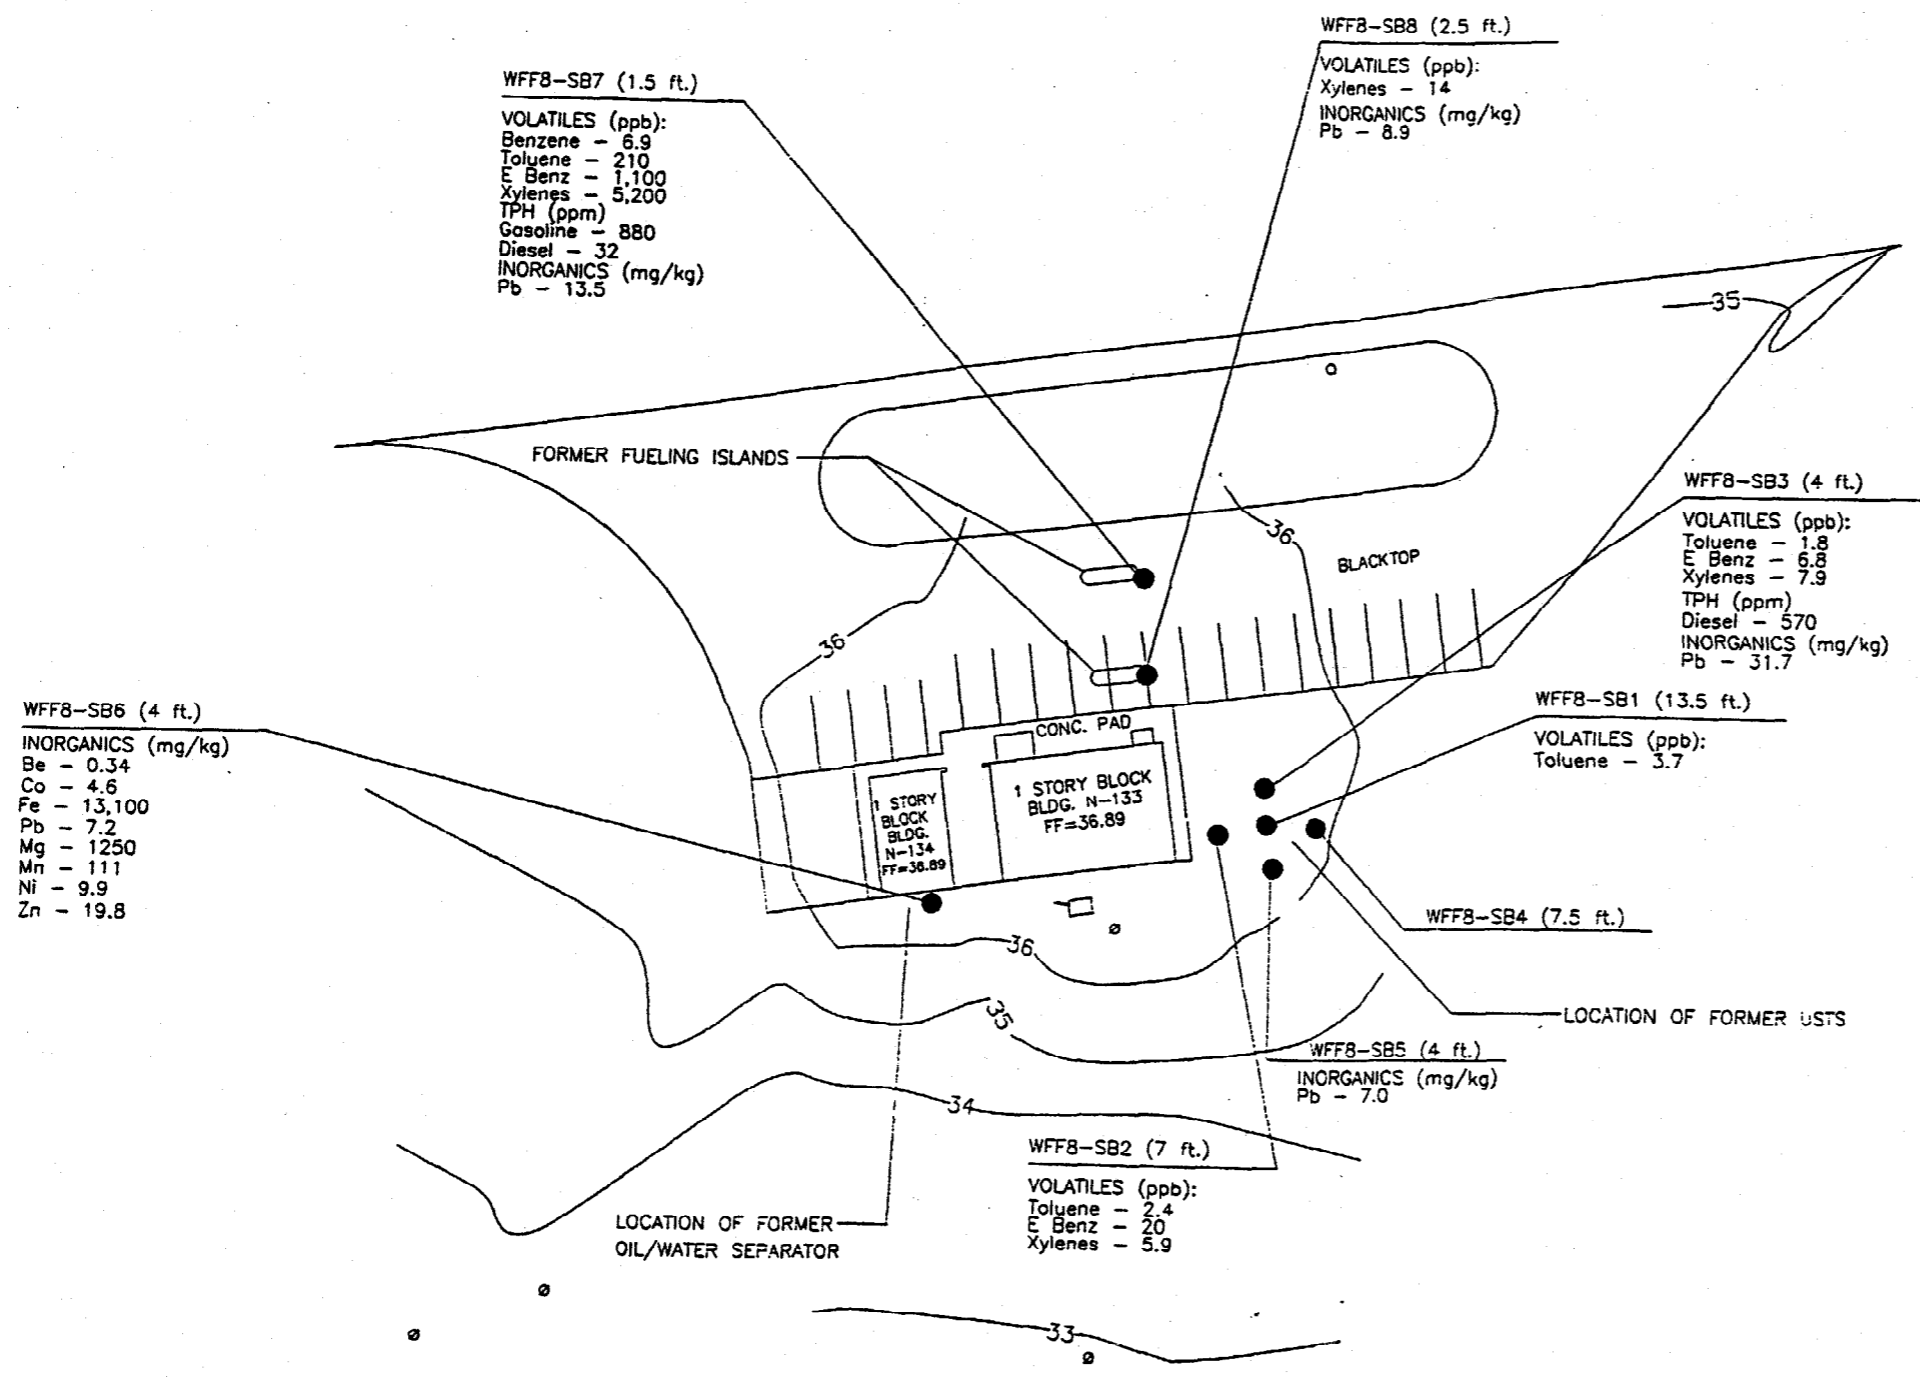 WFF8-SB8 (2.5 ft.)
VOLATILES (ppb):
Xylenes - 14
INORGANICS (mg/kg)
Pb - 8.9
WFF8-SB7 (1.5 ft.)
VOLATILES (ppb):
Benzene - 6.9
Toluene - 210
E Benz - 1,100
Xylenes - 5,200
TPH (ppm)
Gasoline - 880
Diesel - 32
INORGANICS (mg/kg)
Pb - 13.5
35
FORMER FUELING ISLANDS
WFF8-SB3 (4 ft.)
VOLATILES (ppb):
Toluene - 1.8
E Benz - 6.8
Xylenes - 7.9
TPH (ppm)
Diesel - 570
INORGANICS (mg/kg)
Pb - 31.7
36
BLACKTOP
36
WFF8-SB6 (4 ft.)
INORGANICS (mg/kg)
Be - 0.34
Co - 4.6
Fe - 13,100
Pb - 7.2
Mg - 1250
Mn - 111
Ni - 9.9
Zn - 19.8
WFF8-SB1 (13.5 ft.)
VOLATILES (ppb):
Toluene - 3.7
CONC. PAD
1 STORY BLOCK
BLDG. N-133
FF=36.89
1 STORY
BLOCK
BLDG.
N-134
FF=36.89
WFF8-SB4 (7.5 ft.)
36
35
LOCATION OF FORMER USTS
WFF8-SB5 (4 ft.)
INORGANICS (mg/kg)
Pb - 7.0
34
WFF8-SB2 (7 ft.)
VOLATILES (ppb):
Toluene - 2.4
E Benz - 20
Xylenes - 5.9
LOCATION OF FORMER
OIL/WATER SEPARATOR
33